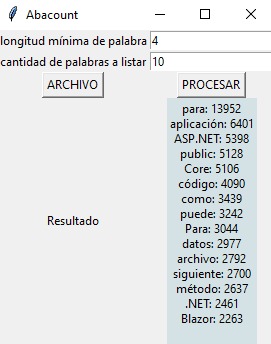 Abacount
longitud mínima de palabra 4
cantidad de palabras a listar 10
ARCHIVO PROCESAR
Resultado
para: 13952
aplicación: 6401
ASP.NET: 5398
public: 5128
Core: 5106
código: 4090
como: 3439
puede: 3242
Para: 3044
datos: 2977
archivo: 2792
siguiente: 2700
método: 2637
.NET: 2461
Blazor: 2263